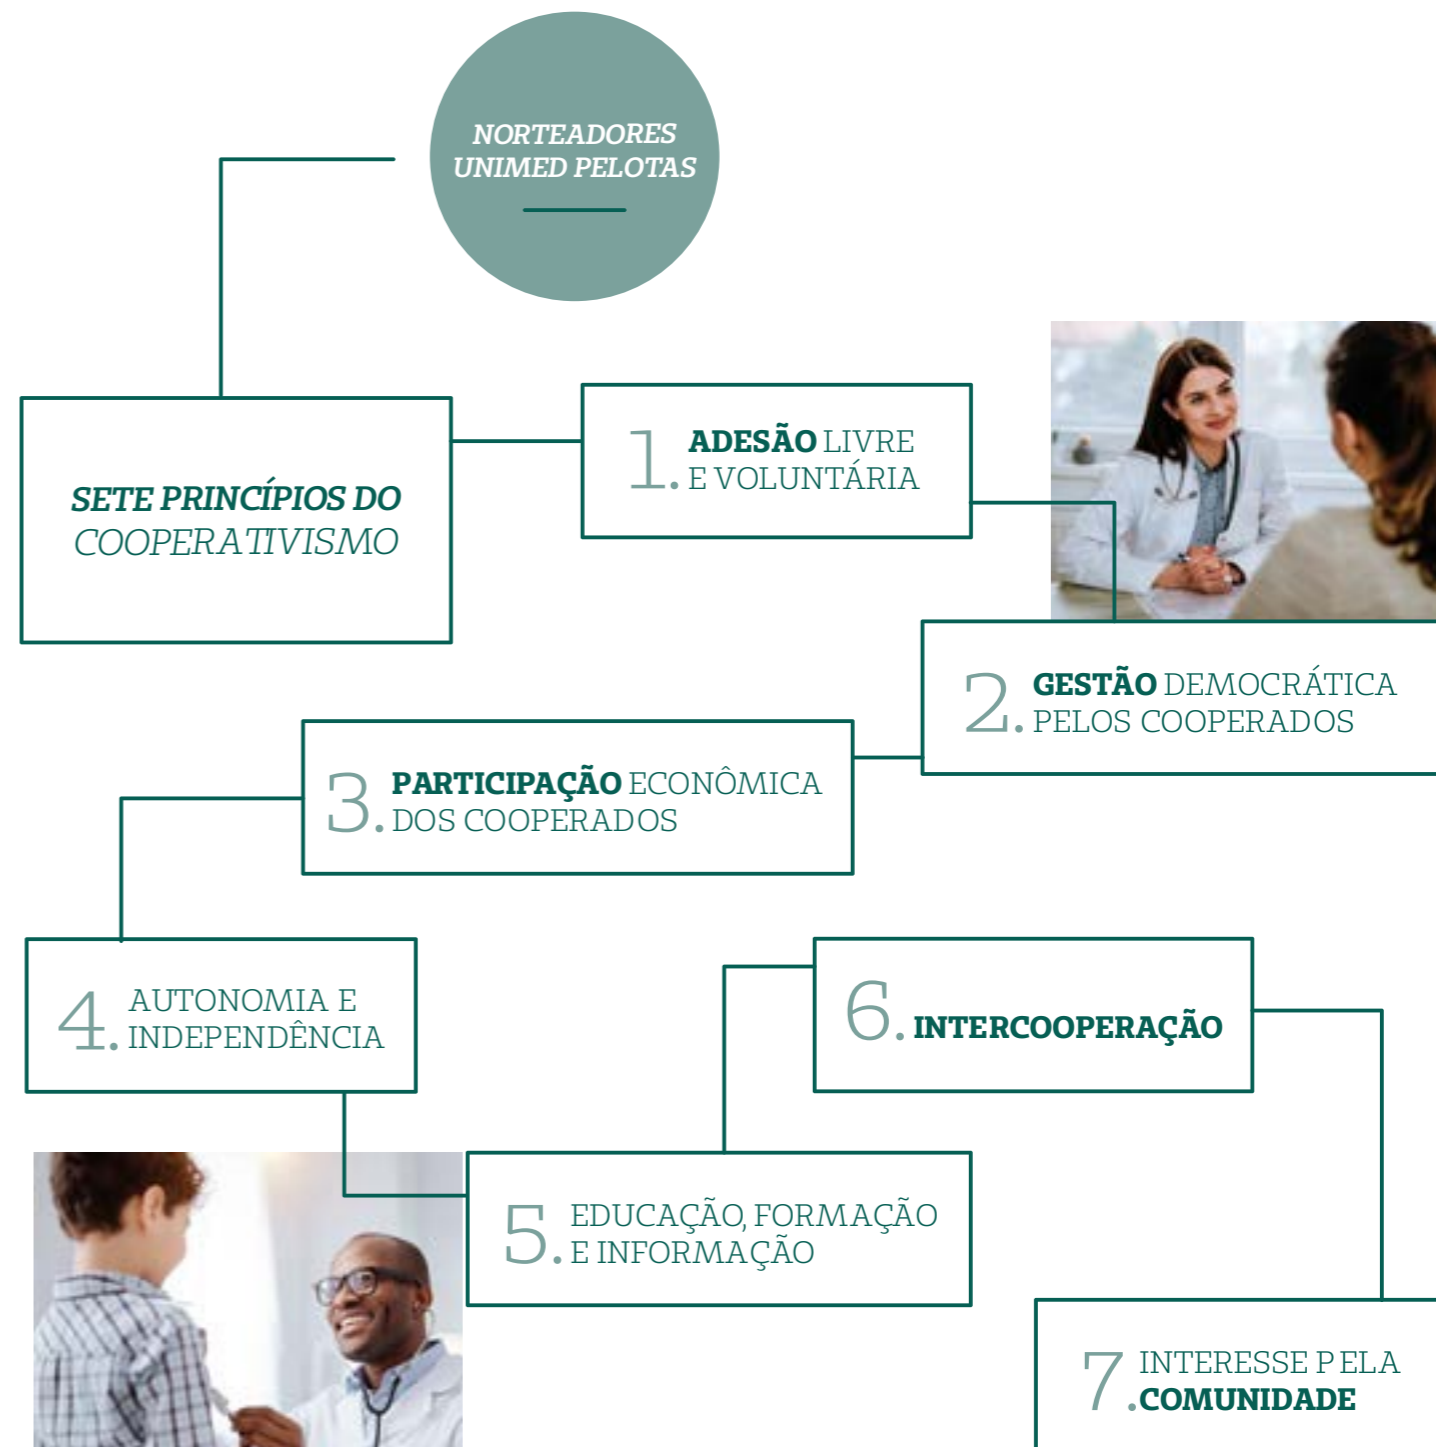 NORTEADORES
UNIMED PELOTAS
SETE PRINCÍPIOS DO
COOPERATIVISMO
1. ADESÃO LIVRE
E VOLUNTÁRIA
2. GESTÃO DEMOCRÁTICA
PELOS COOPERADOS
3. PARTICIPAÇÃO ECONÔMICA
DOS COOPERADOS
4. AUTONOMIA E
INDEPENDÊNCIA
5. EDUCAÇÃO, FORMAÇÃO
E INFORMAÇÃO
6. INTERCOOPERAÇÃO
7. INTERESSE PELA
COMUNIDADE